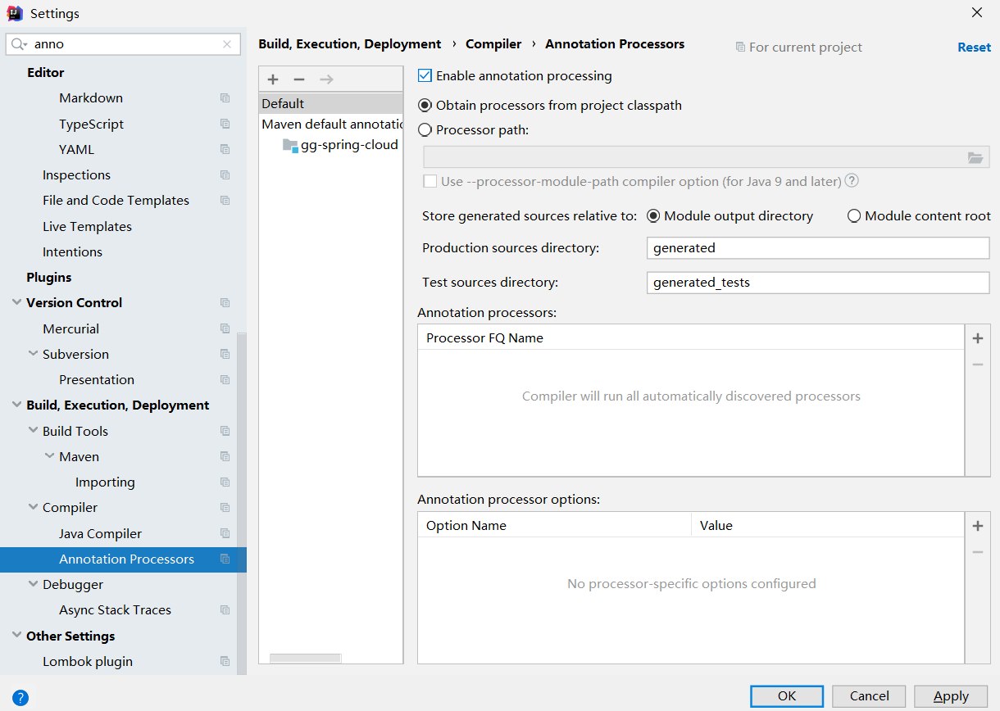 Settings
anno
Editor
Markdown
TypeScript
YAML
Inspections
File and Code Templates
Live Templates
Intentions
Plugins
Version Control
Mercurial
Subversion
Presentation
Build, Execution, Deployment
Build Tools
Maven
Importing
Compiler
Java Compiler
Annotation Processors
Debugger
Async Stack Traces
Other Settings
Lombok plugin
Build, Execution, Deployment › Compiler › Annotation Processors
For current project
Reset
Default
Maven default annotatio
gg-spring-cloud
Enable annotation processing
Obtain processors from project classpath
Processor path:
Use --processor-module-path compiler option (for Java 9 and later) ?
Store generated sources relative to: Module output directory Module content root
Production sources directory: generated
Test sources directory: generated_tests
Annotation processors:
Processor FQ Name
Compiler will run all automatically discovered processors
Annotation processor options:
Option Name Value
No processor-specific options configured
?
OK Cancel Apply